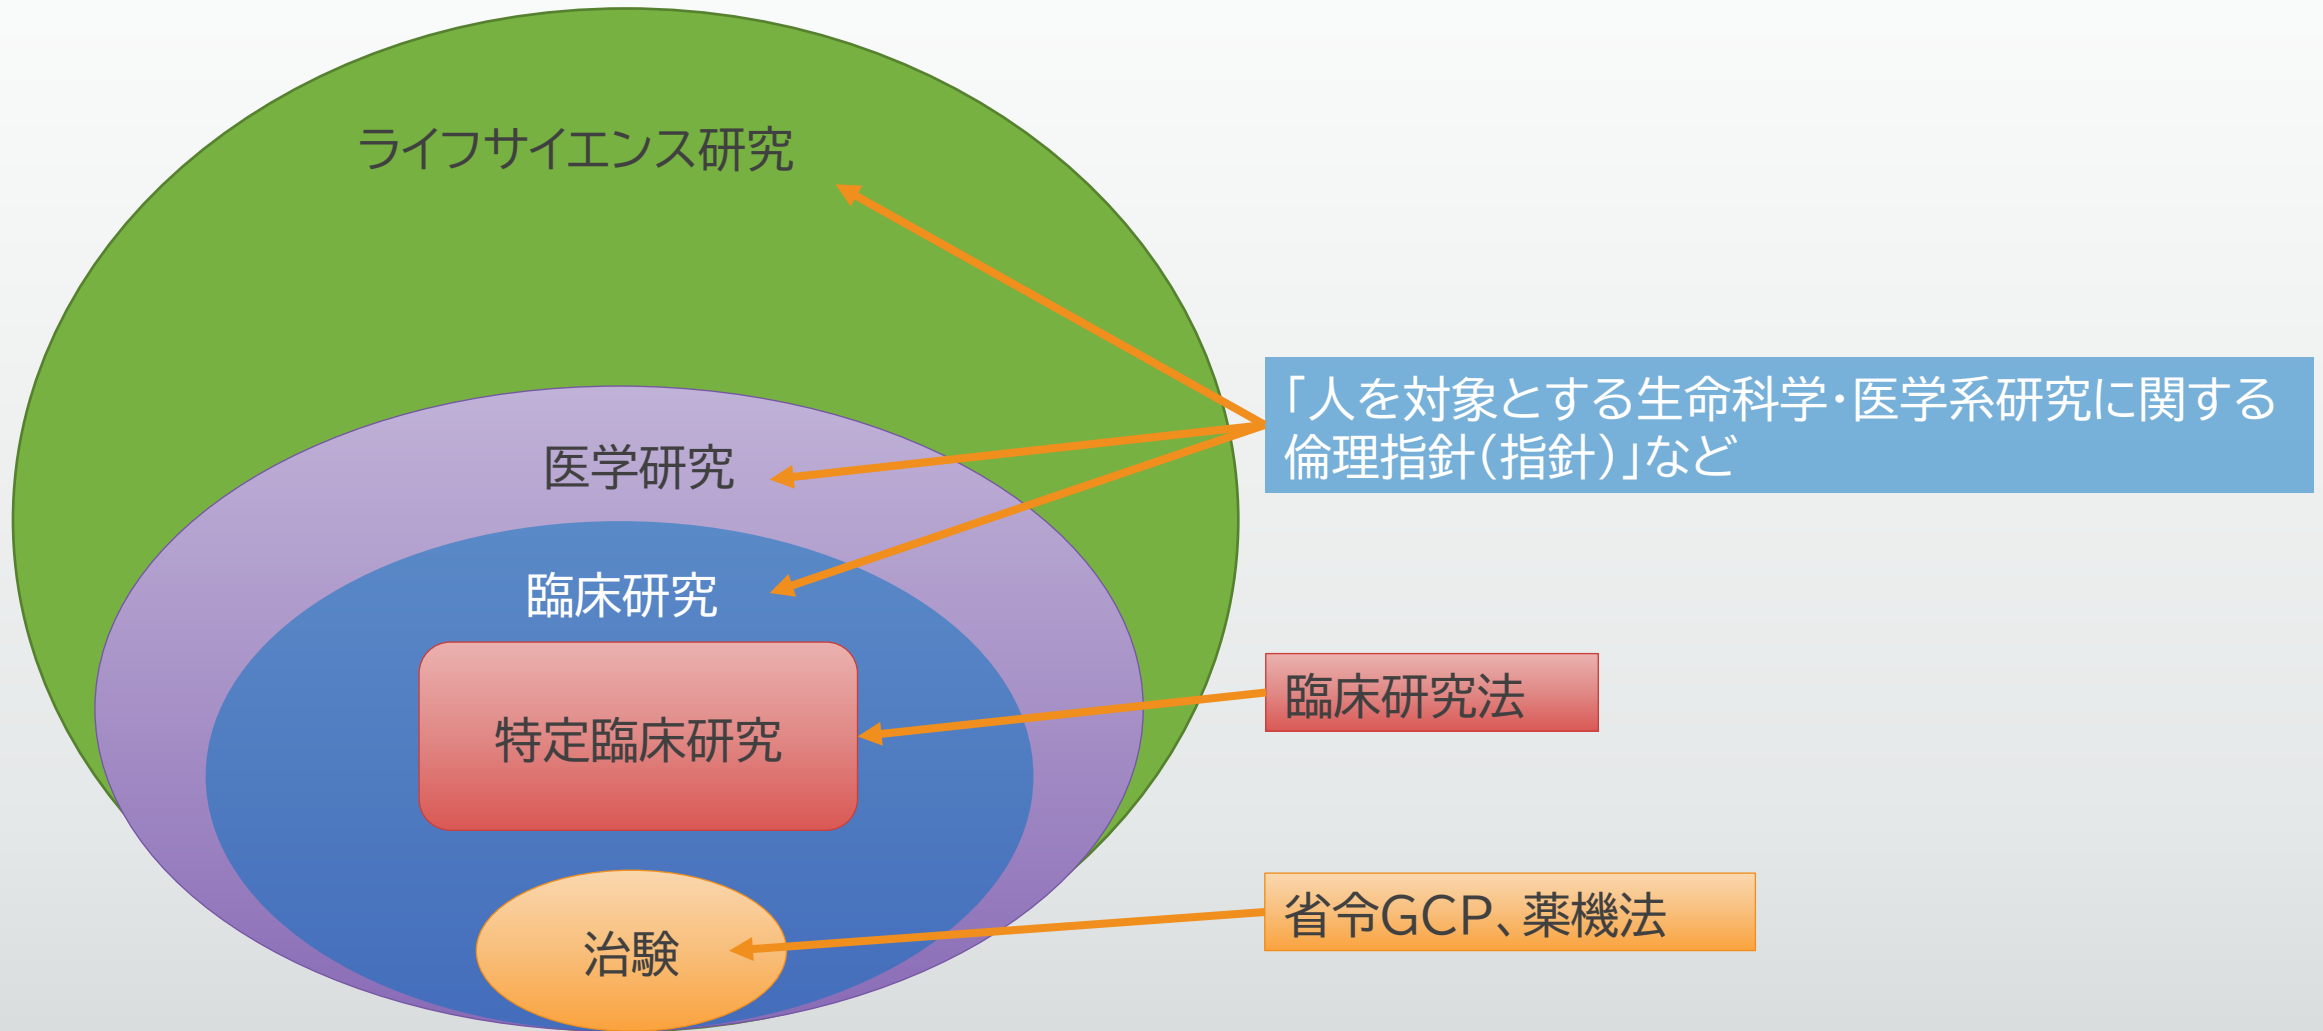 ライフサイエンス研究
医学研究
臨床研究
特定臨床研究
治験
「人を対象とする生命科学・医学系研究に関する
倫理指針(指針)」など
臨床研究法
省令GCP、薬機法